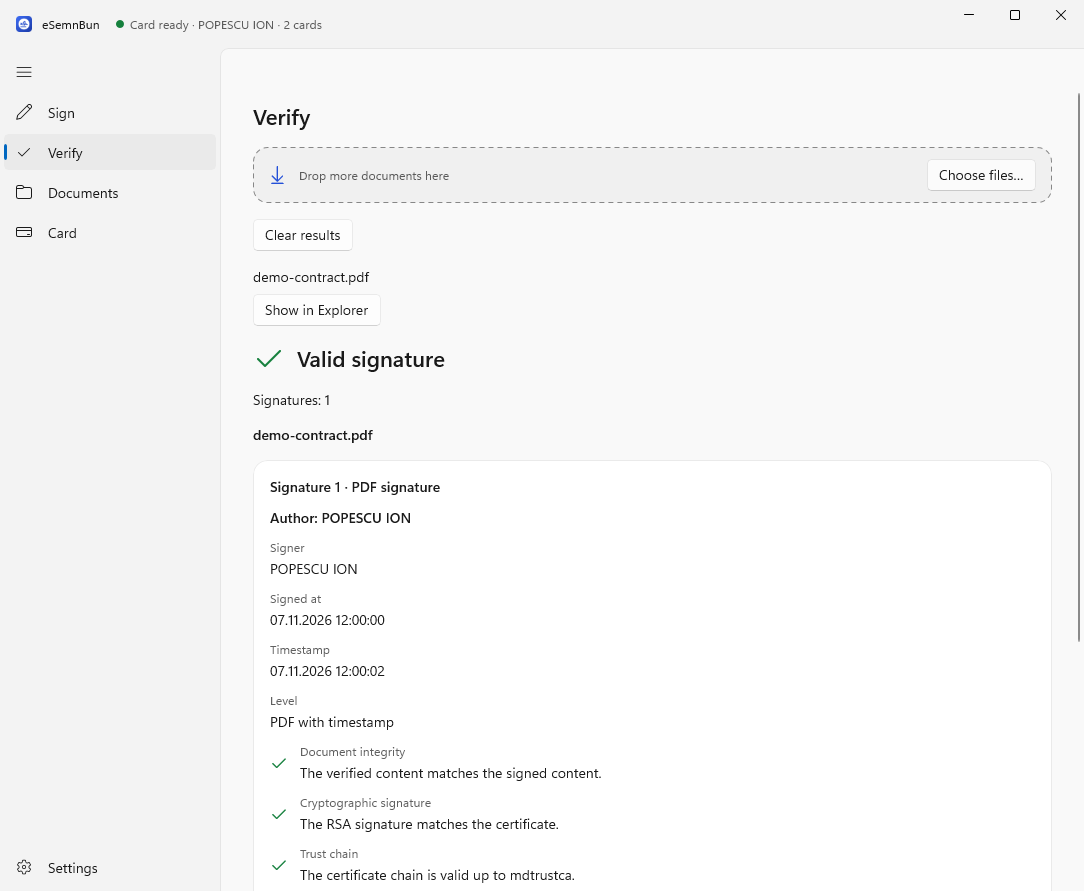 eSemnBun
Card ready · POPESCU ION · 2 cards
Sign
Verify
Documents
Card
Settings
Verify
Drop more documents here
Choose files...
Clear results
demo-contract.pdf
Show in Explorer
Valid signature
Signatures: 1
demo-contract.pdf
Signature 1 · PDF signature
Author: POPESCU ION
Signer
POPESCU ION
Signed at
07.11.2026 12:00:00
Timestamp
07.11.2026 12:00:02
Level
PDF with timestamp
Document integrity
The verified content matches the signed content.
Cryptographic signature
The RSA signature matches the certificate.
Trust chain
The certificate chain is valid up to mdtrustca.